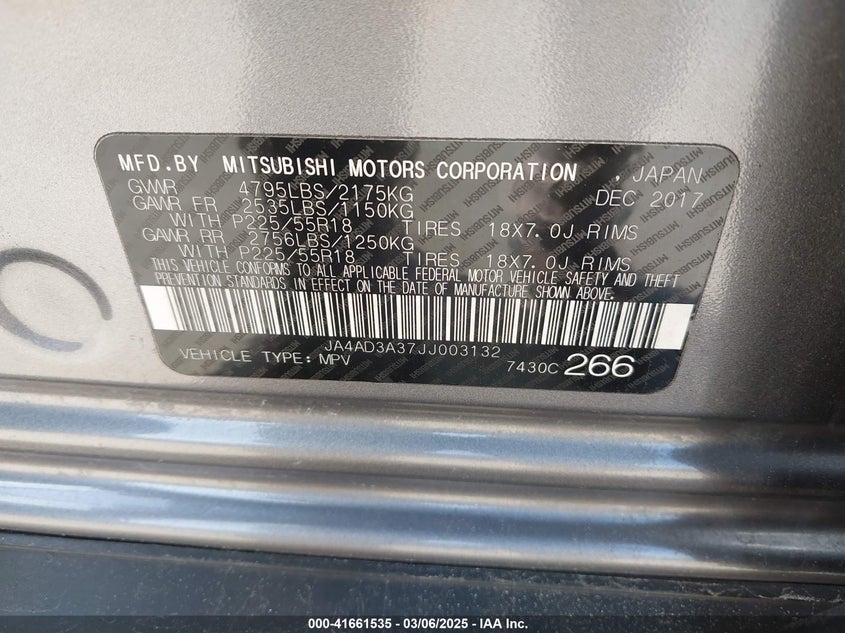 MFD.BY MITSUBISHI MOTORS CORPORATION , JAPAN
GVWR 4795LBS/2175KG DEC 2017
GAWR FR 2535LBS/1150KG
WITH P225/55R18 TIRES 18X7.0J RIMS
GAWR RR 2756LBS/1250KG
WITH P225/55R18 TIRES 18X7.0J RIMS
THIS VEHICLE CONFORMS TO ALL APPLICABLE FEDERAL MOTOR VEHICLE SAFETY AND THEFT
PREVENTION STANDARDS IN EFFECT ON THE DATE OF MANUFACTURE SHOWN ABOVE.
JA4AD3A37JJ003132
VEHICLE TYPE: MPV 7430C 266
000-41661535 - 03/06/2025 - IAA Inc.